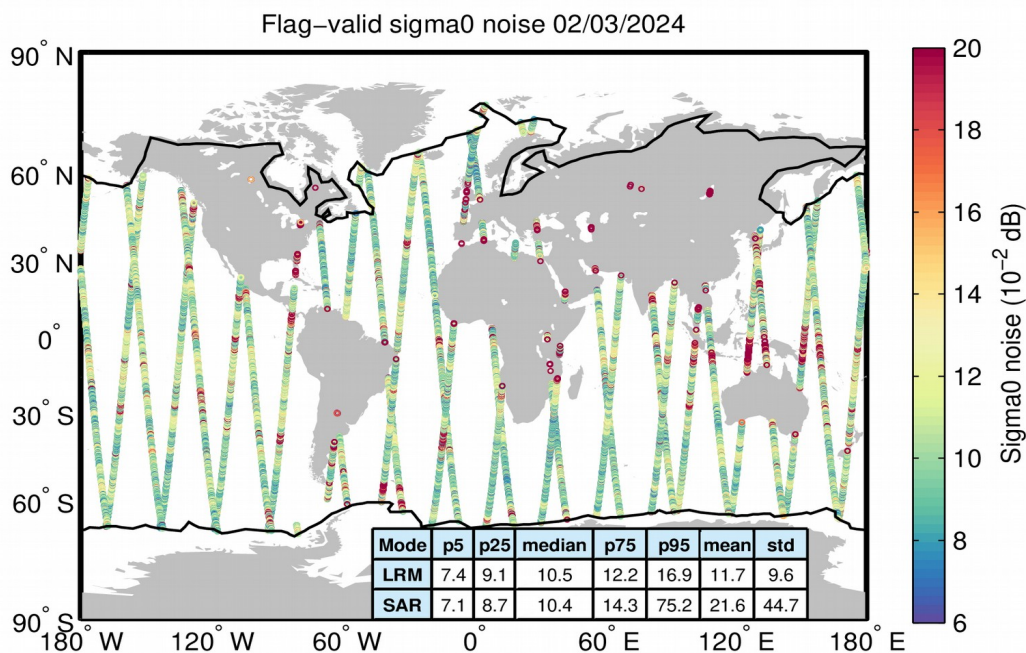 Flag−valid sigma0 noise 02/03/2024
90° N
60° N
30° N
0°
30° S
60° S
90° S
180° W 120° W 60° W 0° 60° E 120° E 180° E
Mode p5 p25 median p75 p95 mean std
LRM 7.4 9.1 10.5 12.2 16.9 11.7 9.6
SAR 7.1 8.7 10.4 14.3 75.2 21.6 44.7
20
18
16
14
12
10
8
6
Sigma0 noise (10⁻² dB)